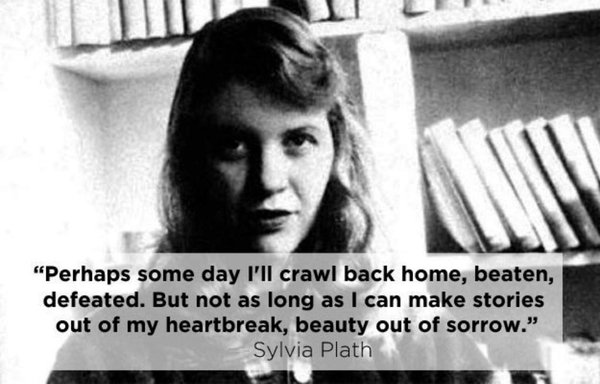 “Perhaps some day I'll crawl back home, beaten,
defeated. But not as long as I can make stories
out of my heartbreak, beauty out of sorrow.”
Sylvia Plath